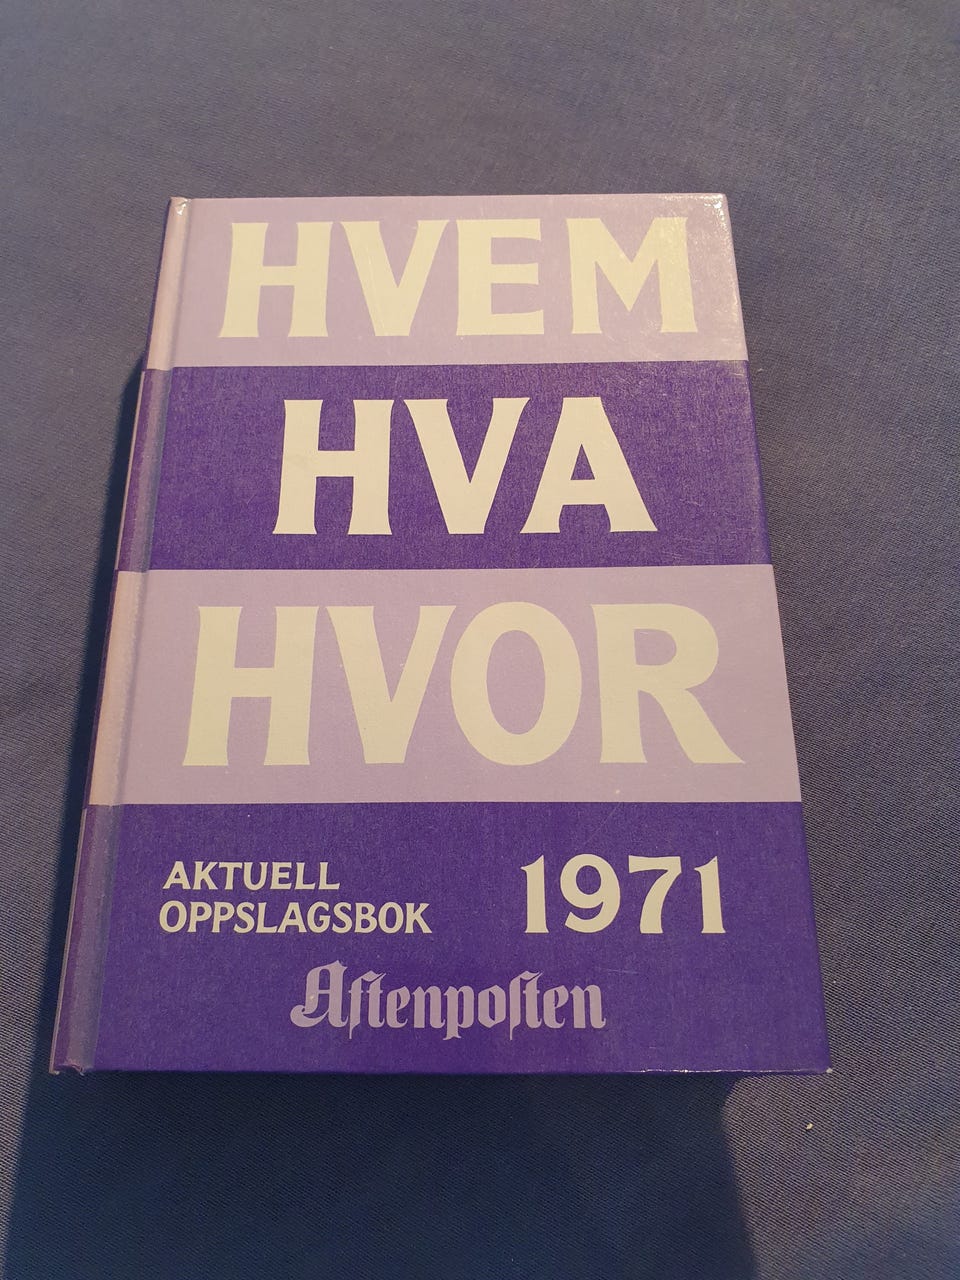 HVEM
HVA
HVOR
AKTUELL
OPPSLAGSBOK
1971
Aftenposten